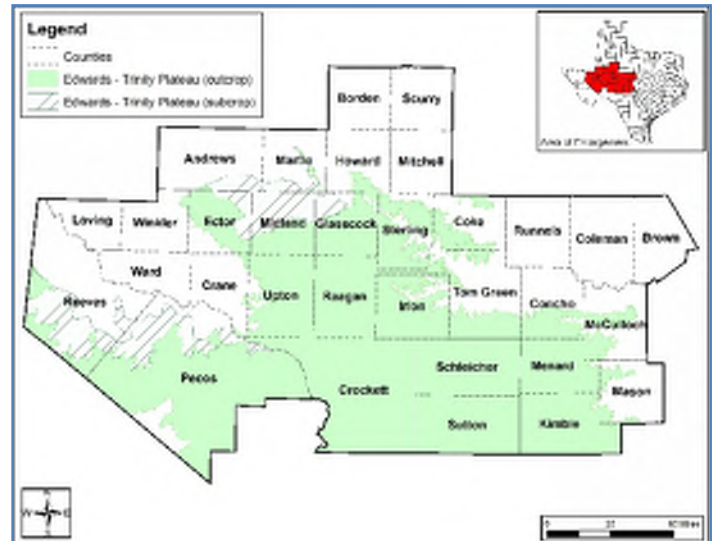 Legend
Counties
Edwards - Trinity Plateau (outcrop)
Edwards - Trinity Plateau (subcrop)
Area of Enlargement
Borden Scurry
Andrews Martin Howard Mitchell
Loving Winkler Ector Midland Glasscock Sterling Coke Runnels Coleman Brown
Ward Crane Upton Reagan Irion Tom Green Concho
Reeves McCulloch
Pecos Crockett Schleicher Menard Mason
Sutton Kimble
N
W E
S
0